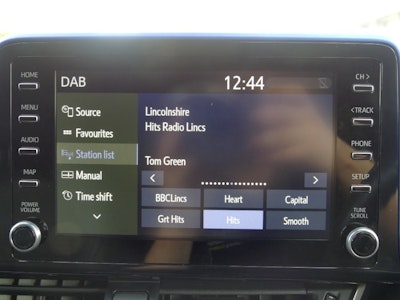 DAB
12:44
HOME
MENU
AUDIO
MAP
POWER
VOLUME
Source
Favourites
Station list
Manual
Time shift
Lincolnshire
Hits Radio Lincs
Tom Green
BBCLincs
Heart
Capital
Grt Hits
Hits
Smooth
CH >
< TRACK
PHONE
SETUP
TUNE
SCROLL